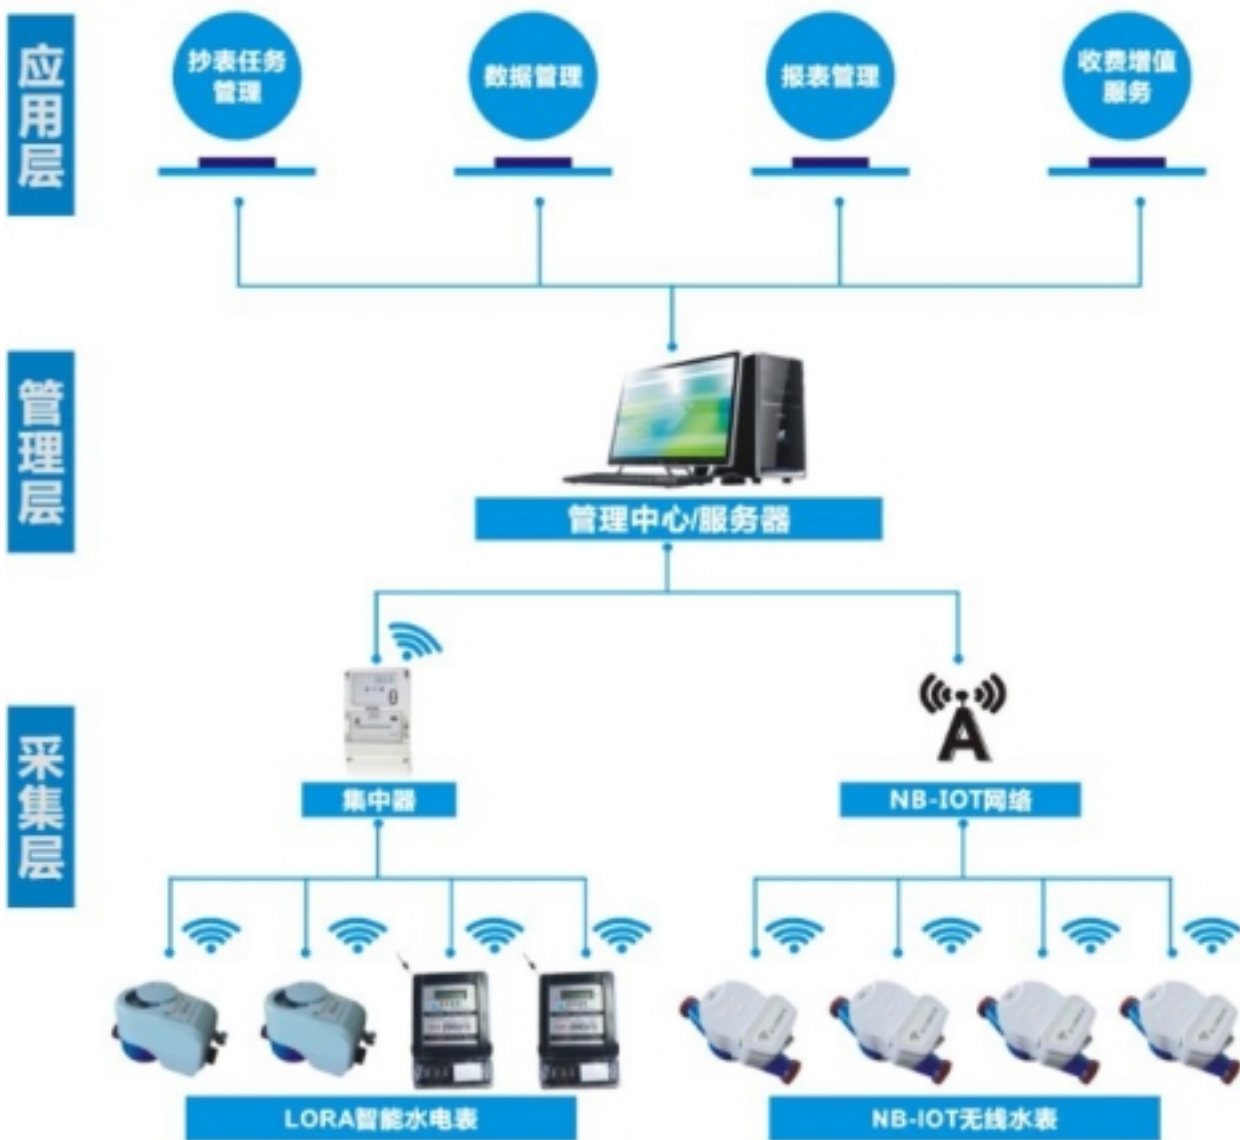 应用层
抄表任务
管理
数据管理
报表管理
收费增值
服务
管理层
管理中心/服务器
采集层
集中器
NB-IOT网络
LORA智能水电表
NB-IOT无线水表